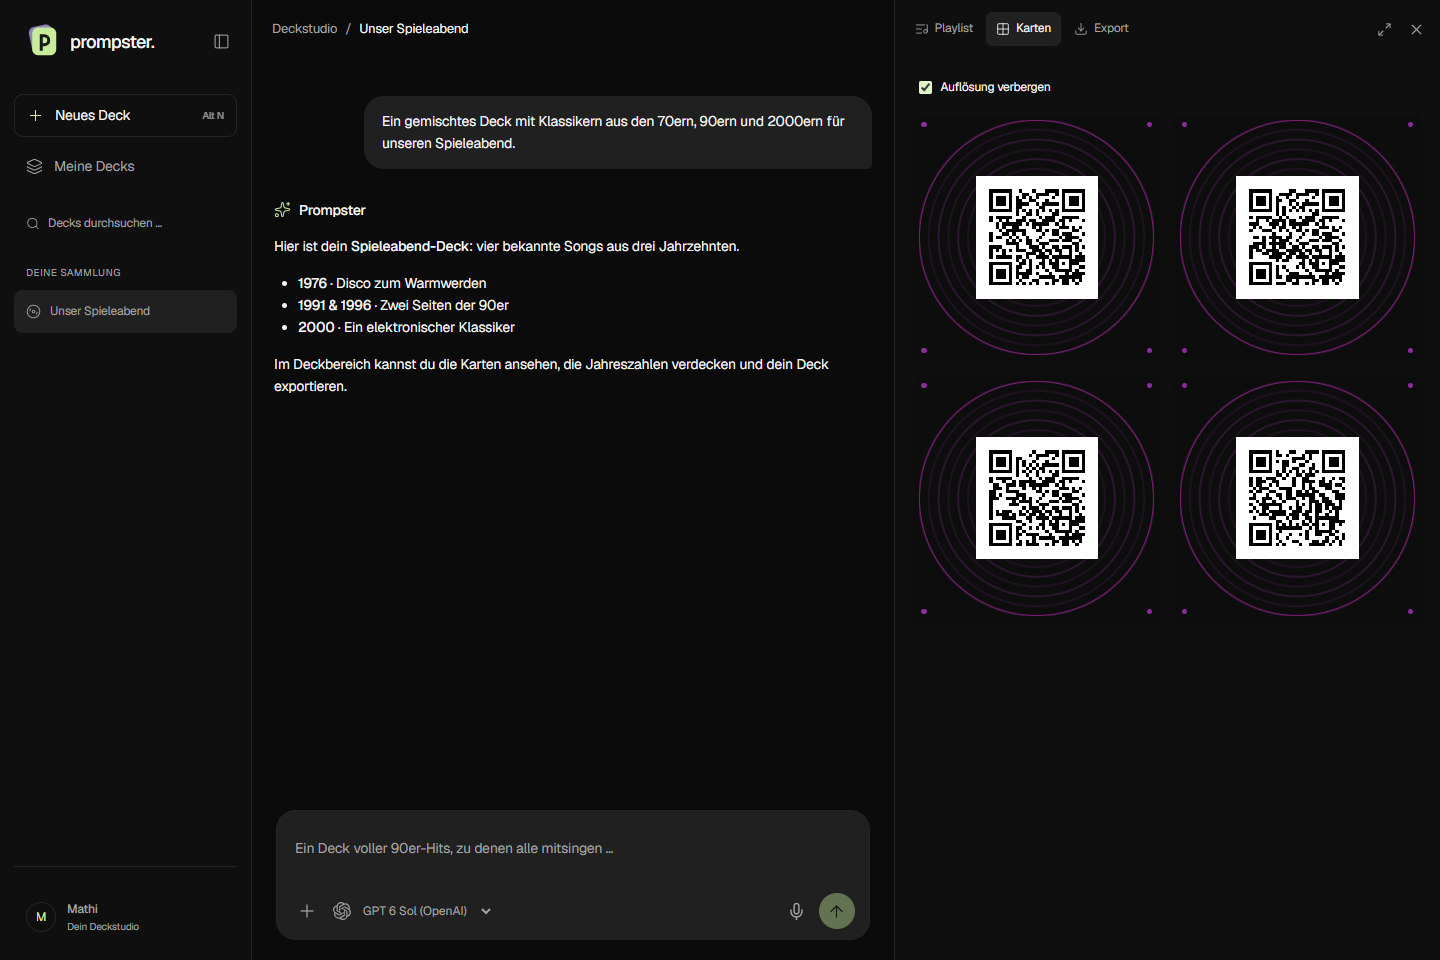 prompster.
Neues Deck
Alt N
Meine Decks
Decks durchsuchen ...
DEINE SAMMLUNG
Unser Spieleabend
M
Mathi
Dein Deckstudio
Deckstudio / Unser Spieleabend
Ein gemischtes Deck mit Klassikern aus den 70ern, 90ern und 2000ern für
unseren Spieleabend.
Prompster
Hier ist dein Spieleabend-Deck: vier bekannte Songs aus drei Jahrzehnten.
• 1976 · Disco zum Warmwerden
• 1991 & 1996 · Zwei Seiten der 90er
• 2000 · Ein elektronischer Klassiker
Im Deckbereich kannst du die Karten ansehen, die Jahreszahlen verdecken und dein Deck
exportieren.
Ein Deck voller 90er-Hits, zu denen alle mitsingen ...
GPT 6 Sol (OpenAI)
Playlist
Karten
Export
Auflösung verbergen